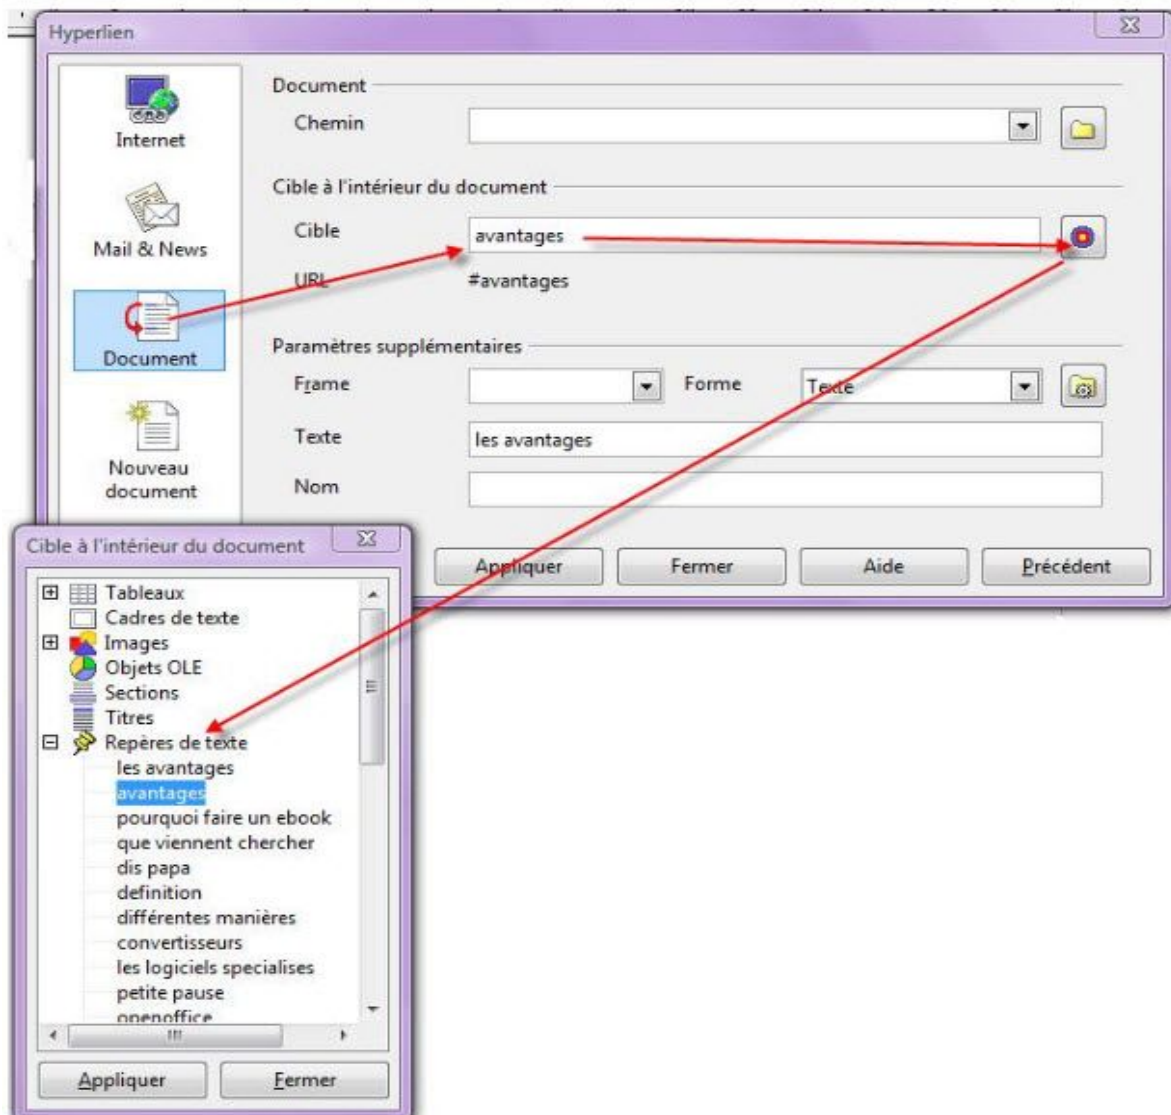 Hyperlien
Internet
Mail & News
Document
Nouveau
document
Document
Chemin
Cible à l'intérieur du document
Cible avantages
URL #avantages
Paramètres supplémentaires
Frame Forme Texte
Texte les avantages
Nom
Appliquer Fermer Aide Précédent
Cible à l'intérieur du document
Tableaux
Cadres de texte
Images
Objets OLE
Sections
Titres
Repères de texte
les avantages
avantages
pourquoi faire un ebook
que viennent chercher
dis papa
definition
différentes manières
convertisseurs
les logiciels specialises
petite pause
openoffice
Appliquer Fermer